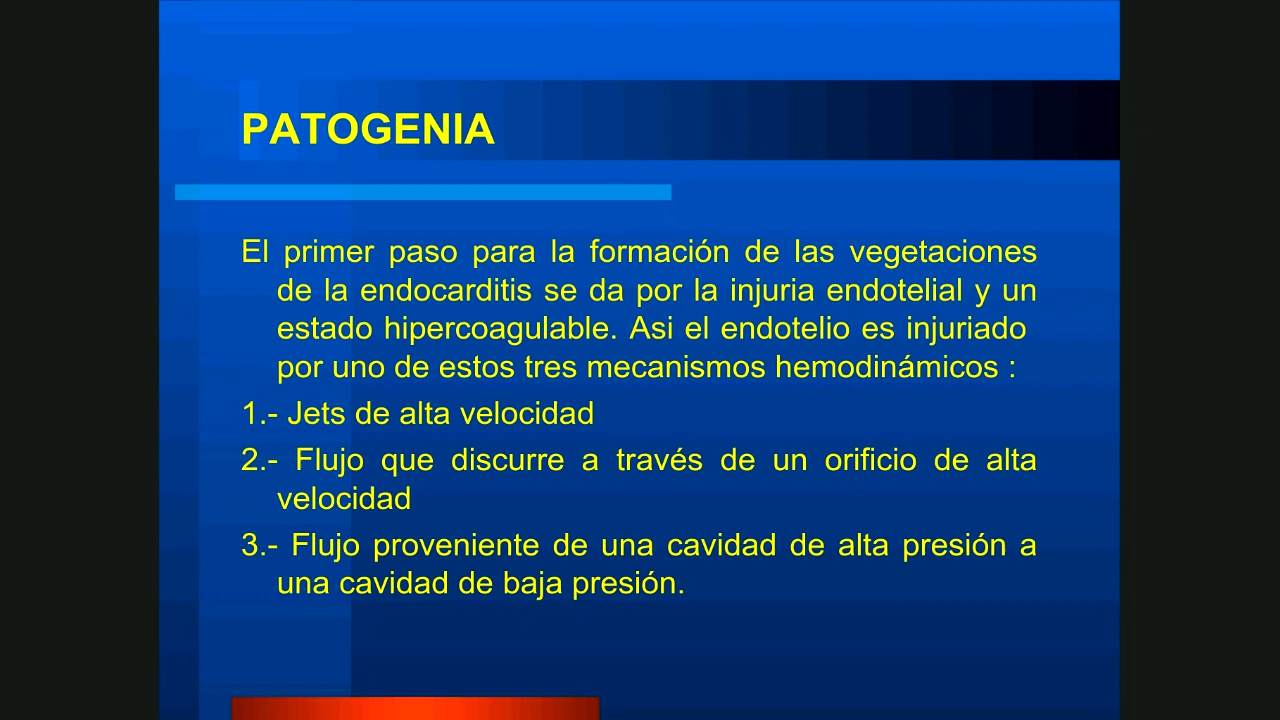 PATOGENIA
El primer paso para la formación de las vegetaciones
de la endocarditis se da por la injuria endotelial y un
estado hipercoagulable. Asi el endotelio es injuriado
por uno de estos tres mecanismos hemodinámicos :
1.- Jets de alta velocidad
2.- Flujo que discurre a través de un orificio de alta
velocidad
3.- Flujo proveniente de una cavidad de alta presión a
una cavidad de baja presión.